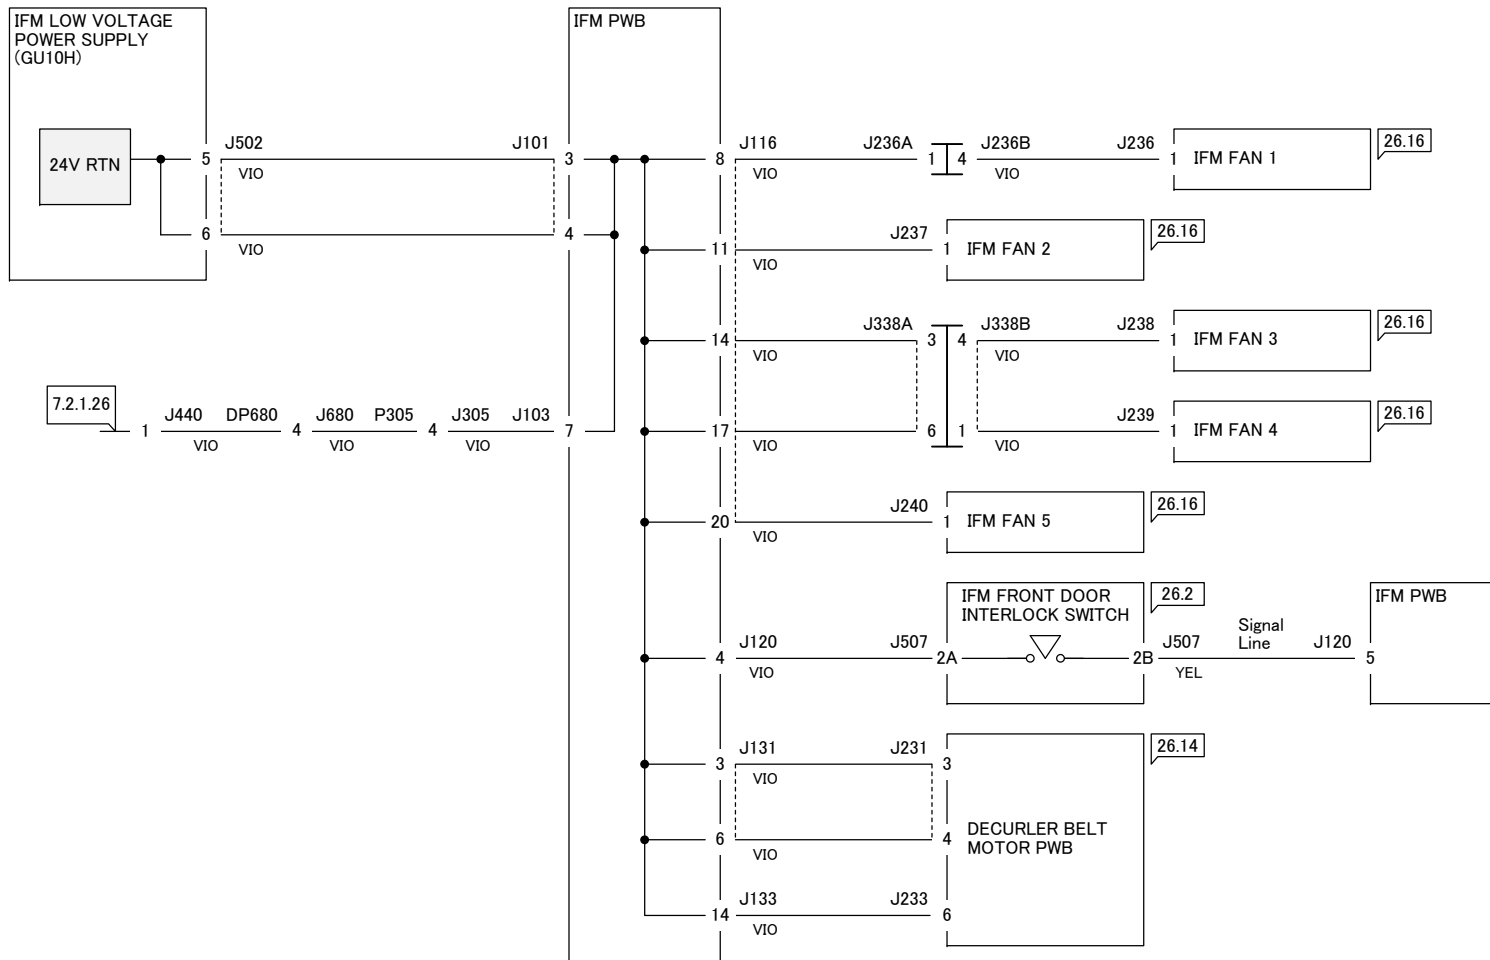 IFM LOW VOLTAGE
POWER SUPPLY
(GU10H)
IFM PWB
24V RTN
5 J502 J101 3
VIO
6 4
VIO
8 J116 J236A 1 4 J236B J236 1 IFM FAN 1 26.16
VIO VIO
11 J237 1 IFM FAN 2 26.16
VIO
14 J338A 3 4 J338B J238 1 IFM FAN 3 26.16
VIO VIO
7.2.1.26
1 J440 DP680 4 J680 P305 4 J305 J103 7
VIO VIO VIO
17 6 1 J239 1 IFM FAN 4 26.16
VIO VIO
20 J240 1 IFM FAN 5 26.16
VIO
IFM FRONT DOOR
INTERLOCK SWITCH
26.2
IFM PWB
Signal
Line
4 J120 J507 2A 2B J507 J120 5
VIO YEL
3 J131 J231 3 26.14
VIO
DECURLER BELT
MOTOR PWB
6 4
VIO
14 J133 J233 6
VIO